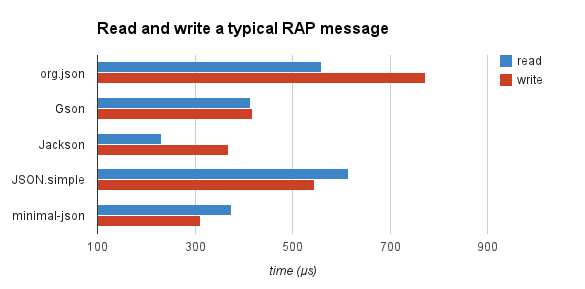 Read and write a typical RAP message
read
write
org.json
Gson
Jackson
JSON.simple
minimal-json
100 300 500 700 900
time (µs)